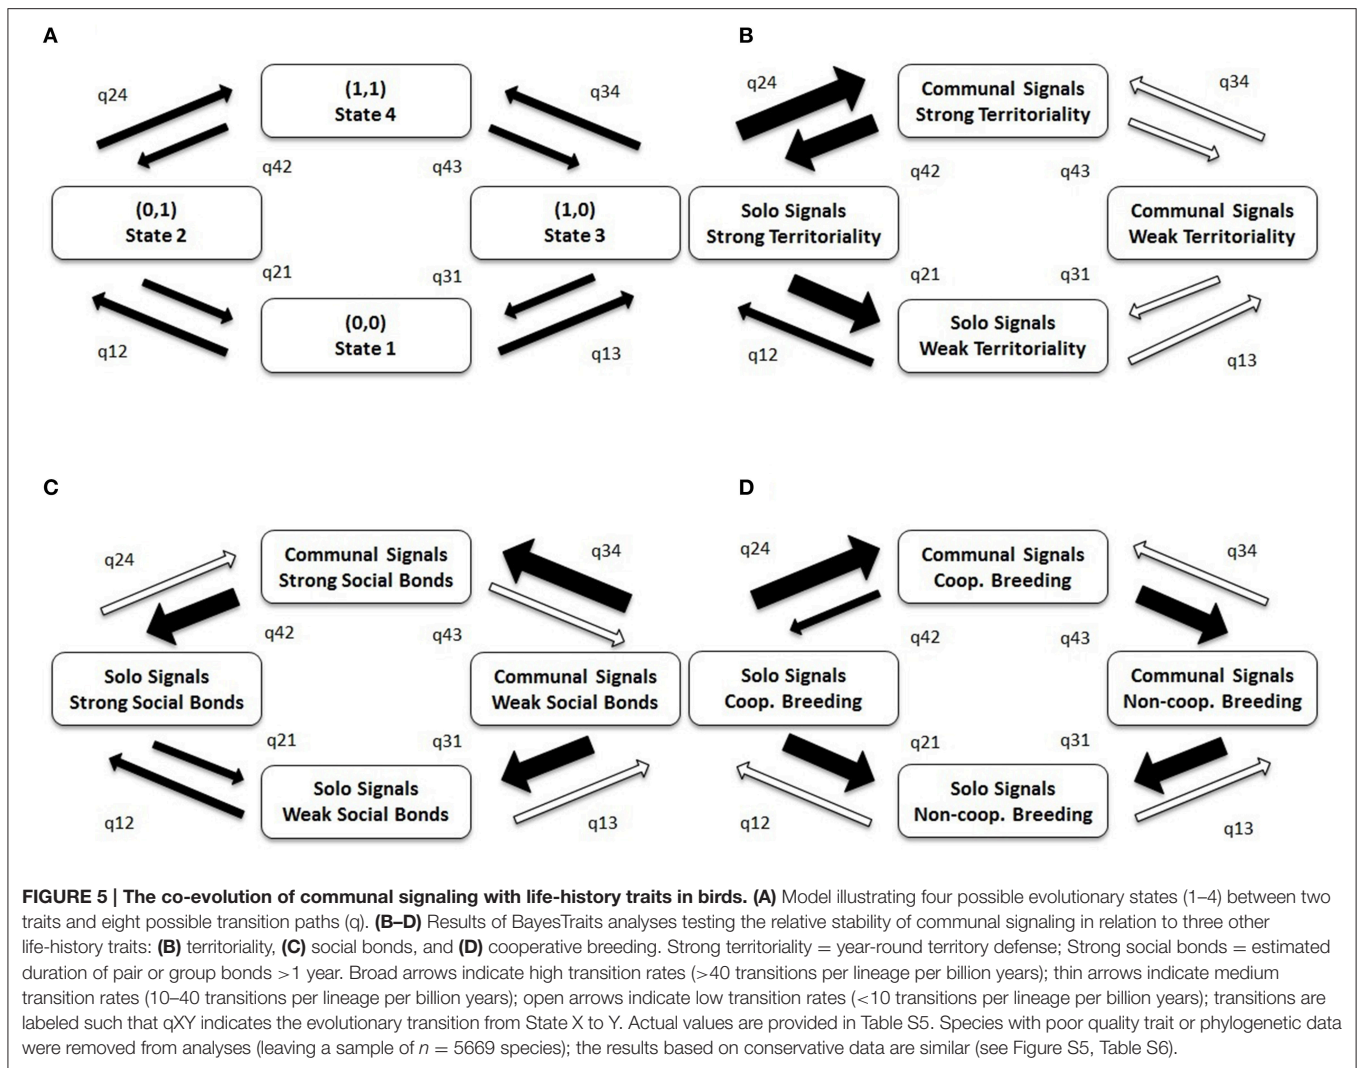 A
q24
(1,1)
State 4
q34
q42
q43
(0,1)
State 2
(1,0)
State 3
q21
q31
(0,0)
State 1
q12
q13
B
q24
Communal Signals
Strong Territoriality
q34
q42
q43
Solo Signals
Strong Territoriality
Communal Signals
Weak Territoriality
q21
q31
Solo Signals
Weak Territoriality
q12
q13
C
q24
Communal Signals
Strong Social Bonds
q34
q42
q43
Solo Signals
Strong Social Bonds
Communal Signals
Weak Social Bonds
q21
q31
Solo Signals
Weak Social Bonds
q12
q13
D
q24
Communal Signals
Coop. Breeding
q34
q42
q43
Solo Signals
Coop. Breeding
Communal Signals
Non-coop. Breeding
q21
q31
Solo Signals
Non-coop. Breeding
q12
q13
FIGURE 5 | The co-evolution of communal signaling with life-history traits in birds. (A) Model illustrating four possible evolutionary states (1–4) between two
traits and eight possible transition paths (q). (B–D) Results of BayesTraits analyses testing the relative stability of communal signaling in relation to three other
life-history traits: (B) territoriality, (C) social bonds, and (D) cooperative breeding. Strong territoriality = year-round territory defense; Strong social bonds = estimated
duration of pair or group bonds >1 year. Broad arrows indicate high transition rates (>40 transitions per lineage per billion years); thin arrows indicate medium
transition rates (10–40 transitions per lineage per billion years); open arrows indicate low transition rates (<10 transitions per lineage per billion years); transitions are
labeled such that qXY indicates the evolutionary transition from State X to Y. Actual values are provided in Table S5. Species with poor quality trait or phylogenetic data
were removed from analyses (leaving a sample of n = 5669 species); the results based on conservative data are similar (see Figure S5, Table S6).